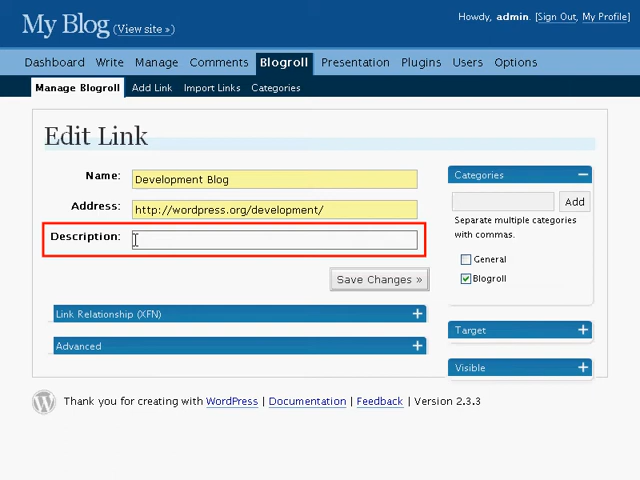 My Blog (View site »)
Howdy, admin. [Sign Out, My Profile]
Dashboard Write Manage Comments Blogroll Presentation Plugins Users Options
Manage Blogroll Add Link Import Links Categories
Edit Link
Name: Development Blog
Address: http://wordpress.org/development/
Description:
Save Changes »
Link Relationship (XFN) +
Advanced +
Categories −
Add
Separate multiple categories
with commas.
General
Blogroll
Target +
Visible +
Thank you for creating with WordPress | Documentation | Feedback | Version 2.3.3